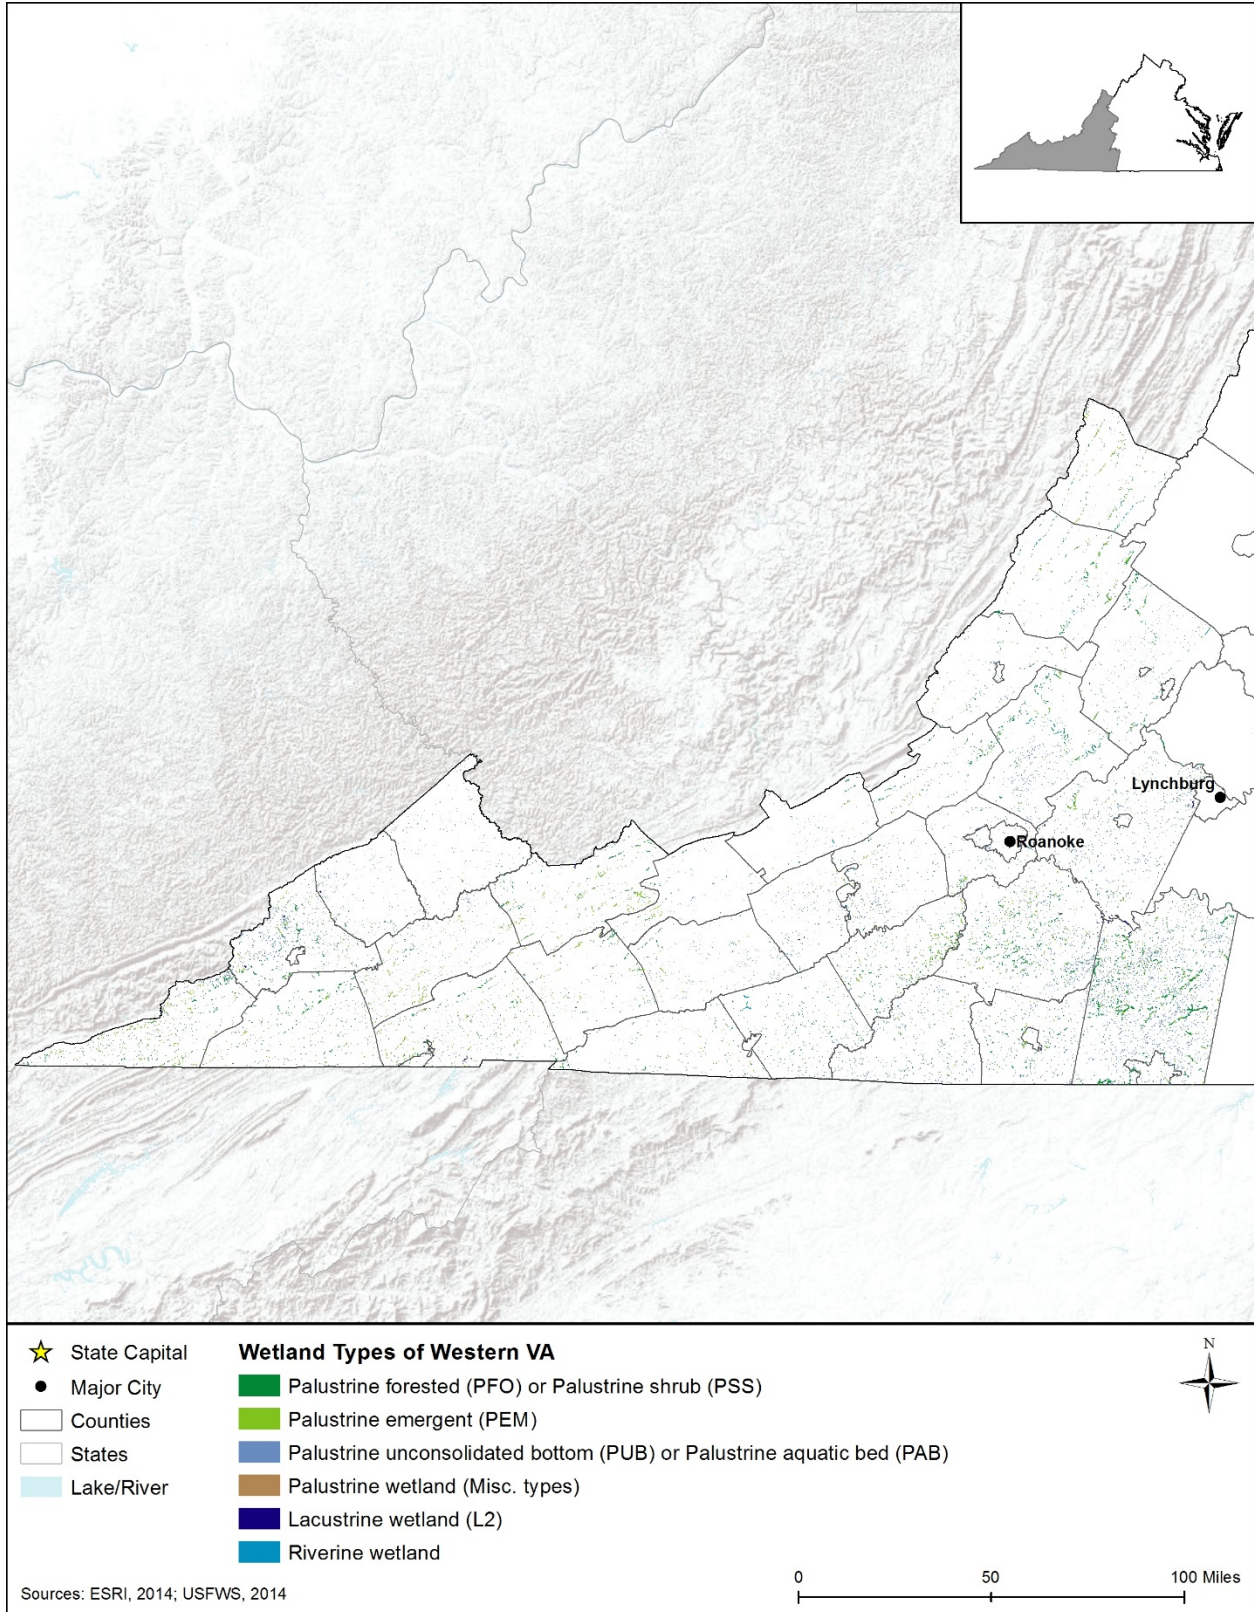 Lynchburg
Roanoke
State Capital
Major City
Counties
States
Lake/River
Wetland Types of Western VA
Palustrine forested (PFO) or Palustrine shrub (PSS)
Palustrine emergent (PEM)
Palustrine unconsolidated bottom (PUB) or Palustrine aquatic bed (PAB)
Palustrine wetland (Misc. types)
Lacustrine wetland (L2)
Riverine wetland
N
0 50 100 Miles
Sources: ESRI, 2014; USFWS, 2014